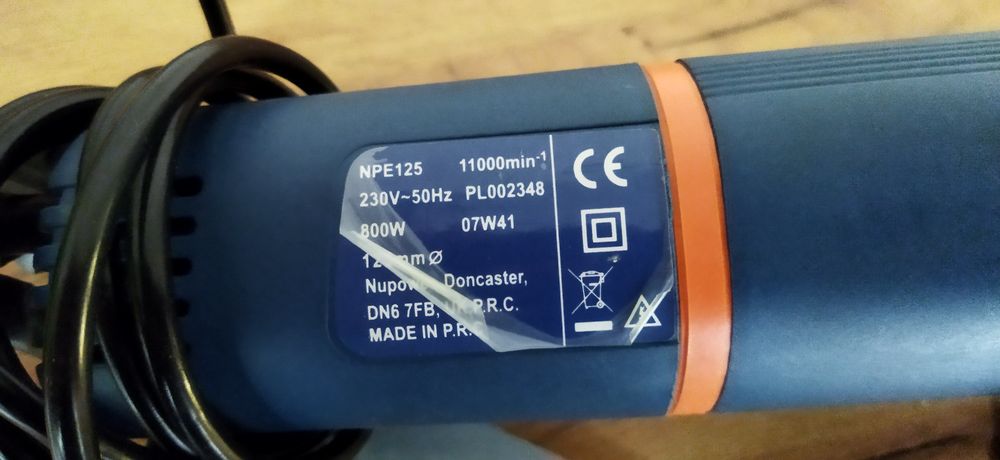 NPE125 11000min⁻¹
230V~50Hz PL002348
800W 07W41
mm Ø
Doncaster,
DN6 7FB, P.R.C.
MADE IN
CE